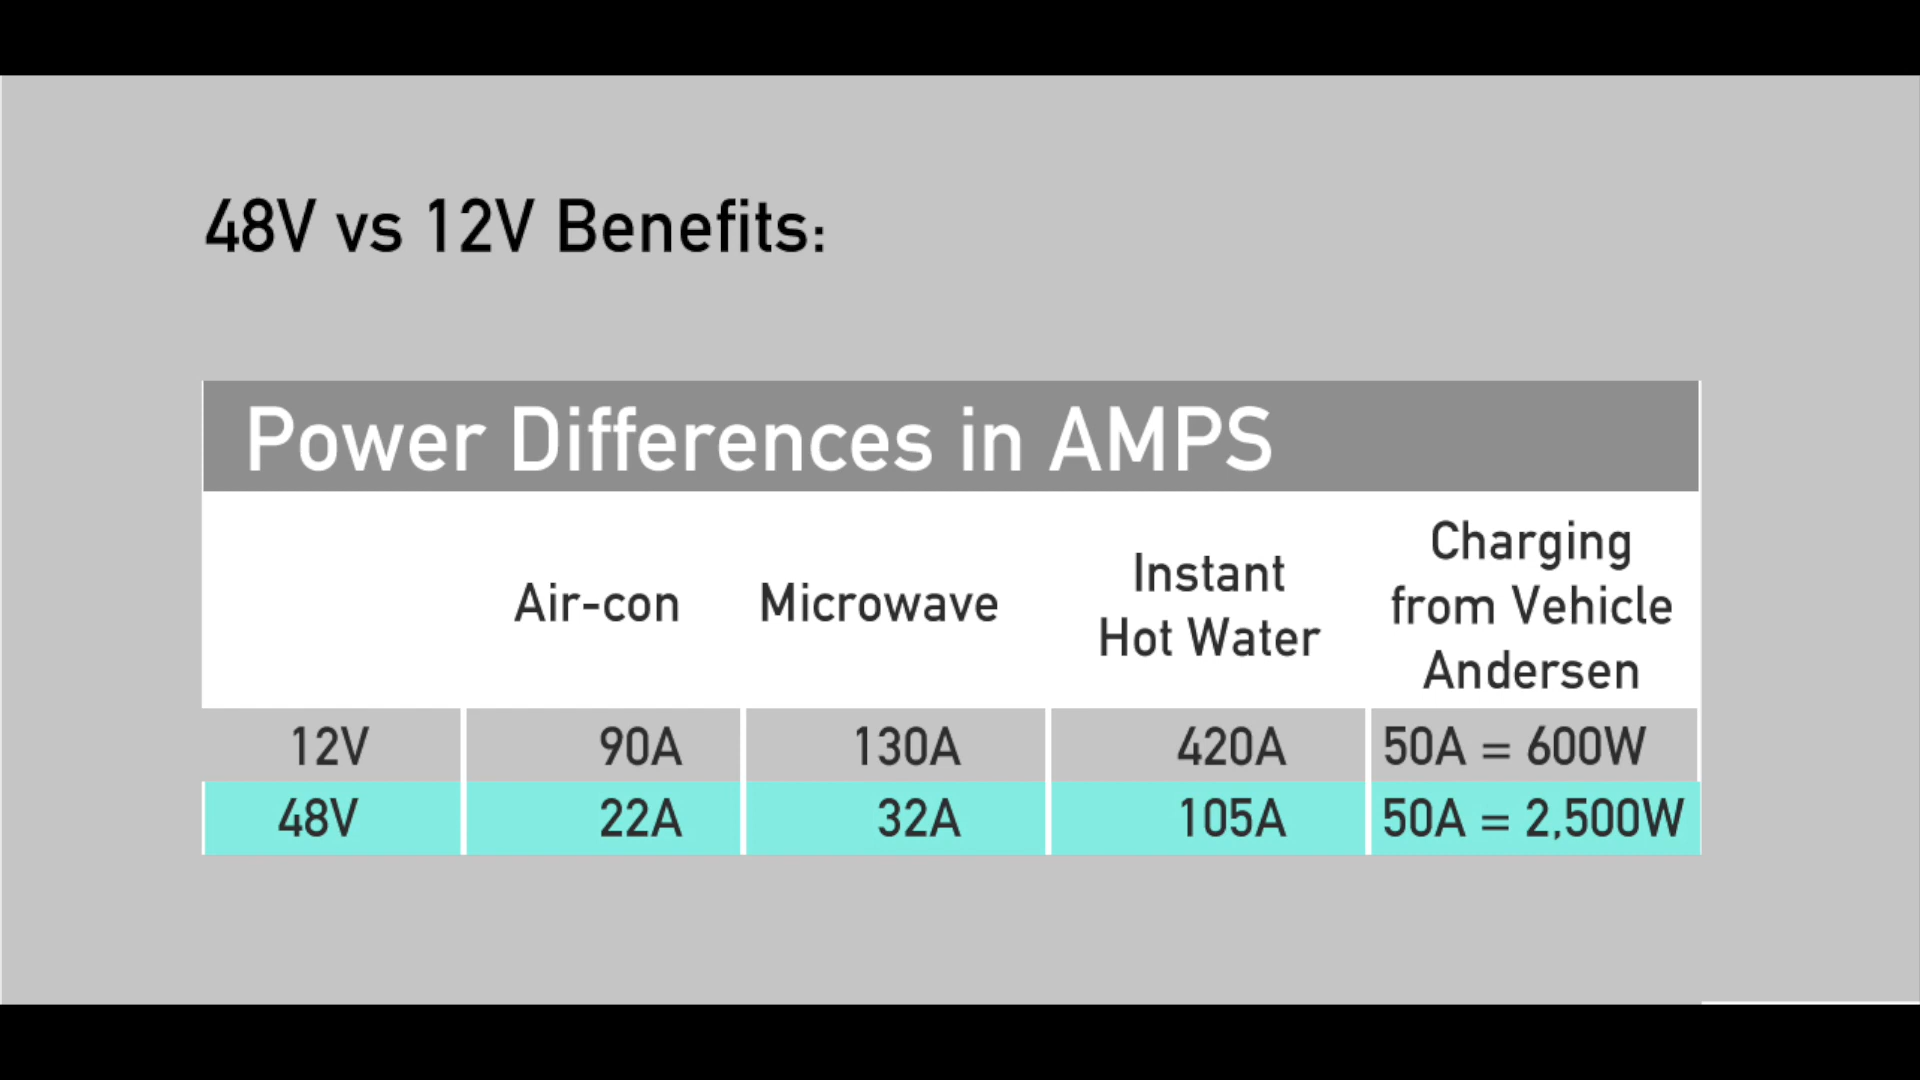 48V vs 12V Benefits:
Power Differences in AMPS
Air-con Microwave Instant Hot Water Charging from Vehicle Andersen
12V 90A 130A 420A 50A = 600W
48V 22A 32A 105A 50A = 2,500W